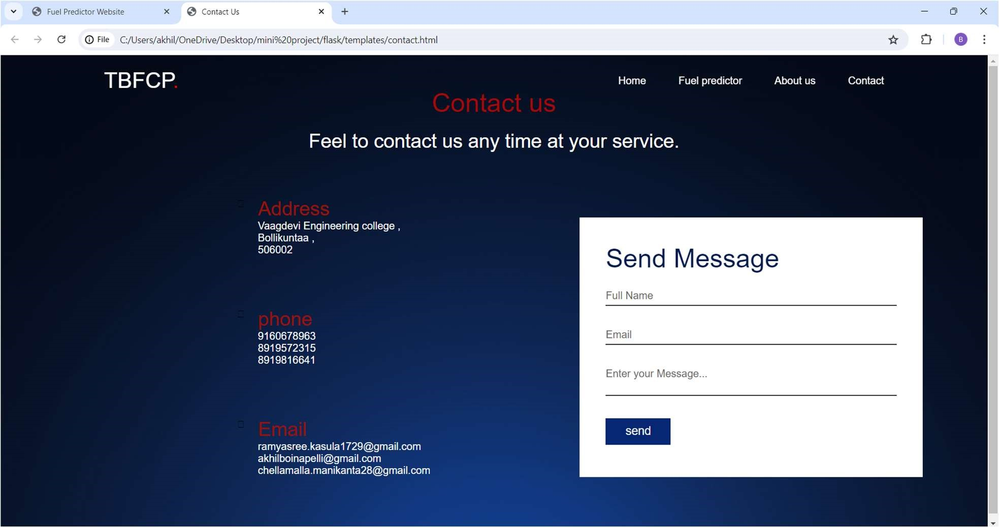 Fuel Predictor Website
Contact Us
File C:/Users/akhil/OneDrive/Desktop/mini%20project/flask/templates/contact.html
B
TBFCP.
Home Fuel predictor About us Contact
Contact us
Feel to contact us any time at your service.
Address
Vaagdevi Engineering college ,
Bollikuntaa ,
506002
phone
9160678963
8919572315
8919816641
Email
ramyasree.kasula1729@gmail.com
akhilboinapelli@gmail.com
chellamalla.manikanta28@gmail.com
Send Message
Full Name
Email
Enter your Message...
send